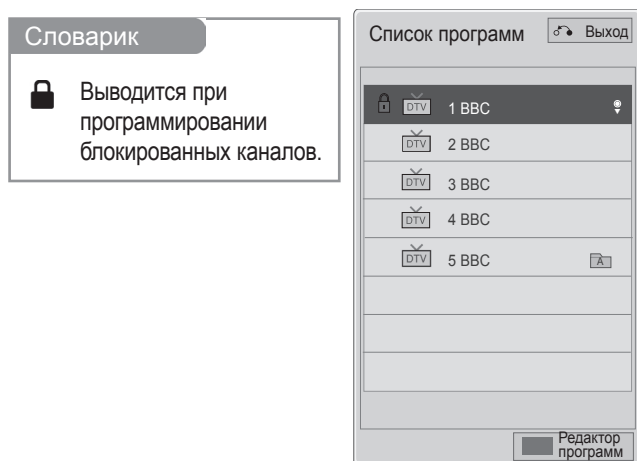 Словарик
Выводится при
программировании
блокированных каналов.
Список программ
Выход
DTV 1 BBC
DTV 2 BBC
DTV 3 BBC
DTV 4 BBC
DTV 5 BBC A
Редактор
программ